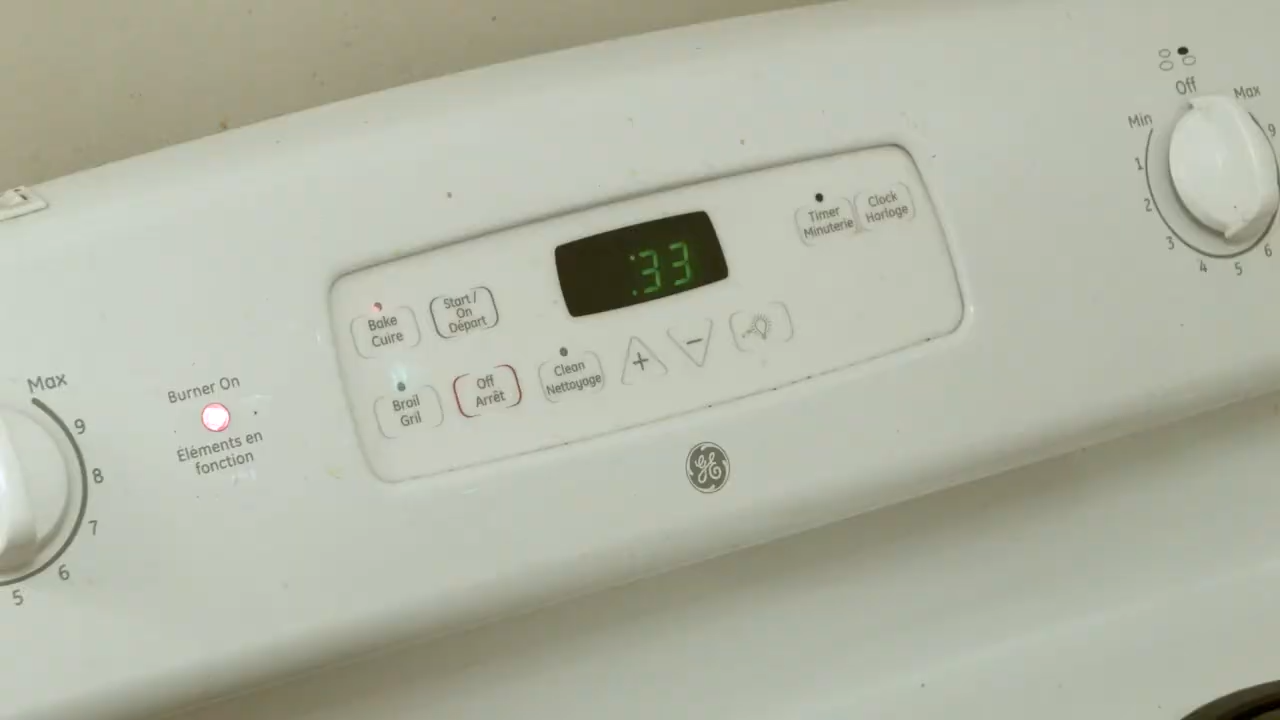 Off
Max
Min
9
1
2
3
4
5
6
Timer
Minuterie
Clock
Horloge
:33
Bake
Cuire
Start /
On
Départ
Broil
Gril
Off
Arrêt
Clean
Nettoyage
+
-
GE
Burner On
Éléments en
fonction
Max
9
8
7
6
5